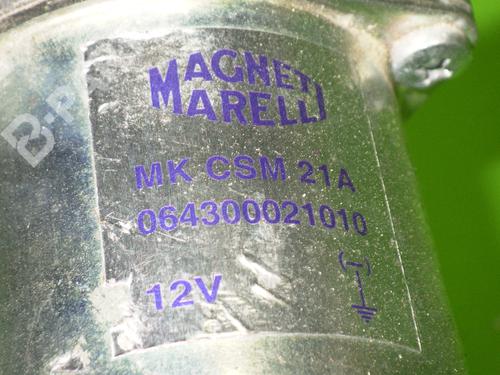 MAGNETI
MARELLI
MK CSM 21A
064300021010
12V
(-)